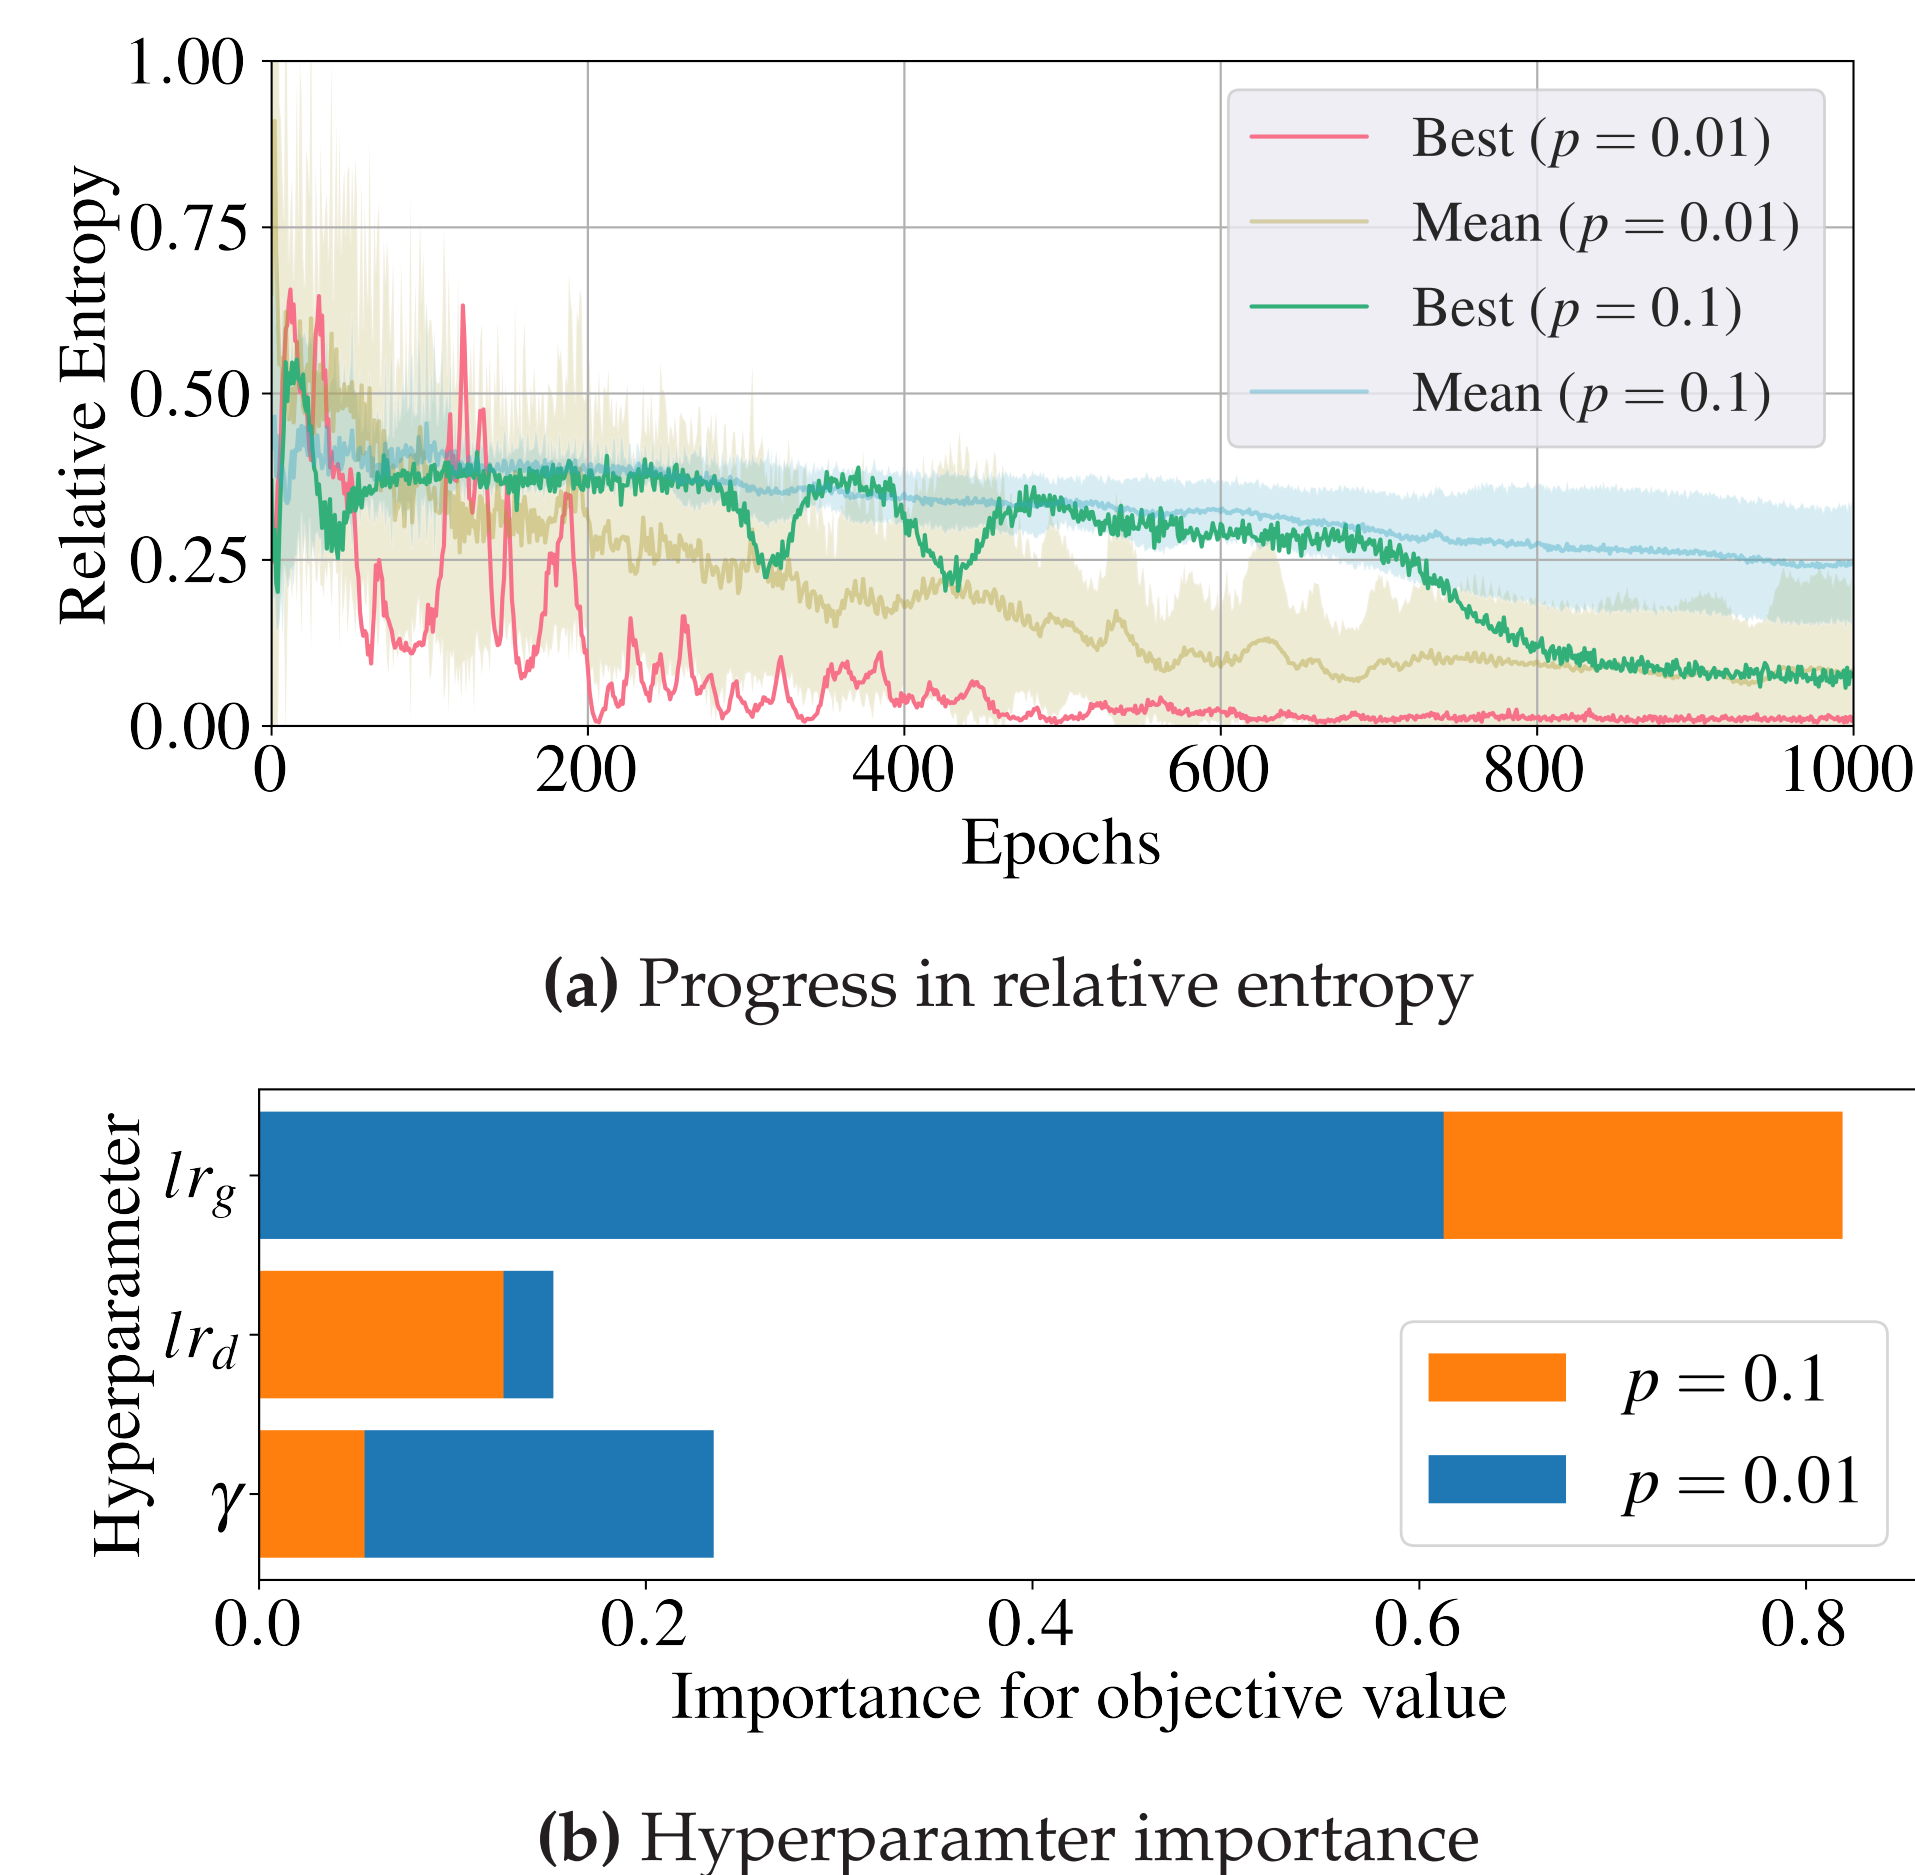 1.00
0.75
0.50
0.25
0.00
Relative Entropy
Best (p = 0.01)
Mean (p = 0.01)
Best (p = 0.1)
Mean (p = 0.1)
0 200 400 600 800 1000
Epochs
(a) Progress in relative entropy
Hyperparameter
lr_g
lr_d
γ
p = 0.1
p = 0.01
0.0 0.2 0.4 0.6 0.8
Importance for objective value
(b) Hyperparamter importance